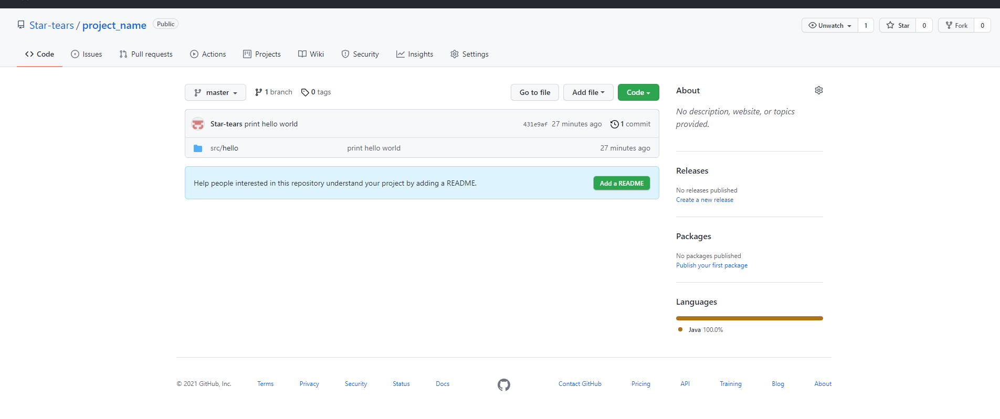 Star-tears / project_name Public
Unwatch 1 Star 0 Fork 0
Code Issues Pull requests Actions Projects Wiki Security Insights Settings
master 1 branch 0 tags Go to file Add file Code
Star-tears print hello world 431e9af 27 minutes ago 1 commit
src/hello print hello world 27 minutes ago
Help people interested in this repository understand your project by adding a README. Add a README
About
No description, website, or topics
provided.
Releases
No releases published
Create a new release
Packages
No packages published
Publish your first package
Languages
Java 100.0%
© 2021 GitHub, Inc. Terms Privacy Security Status Docs Contact GitHub Pricing API Training Blog About